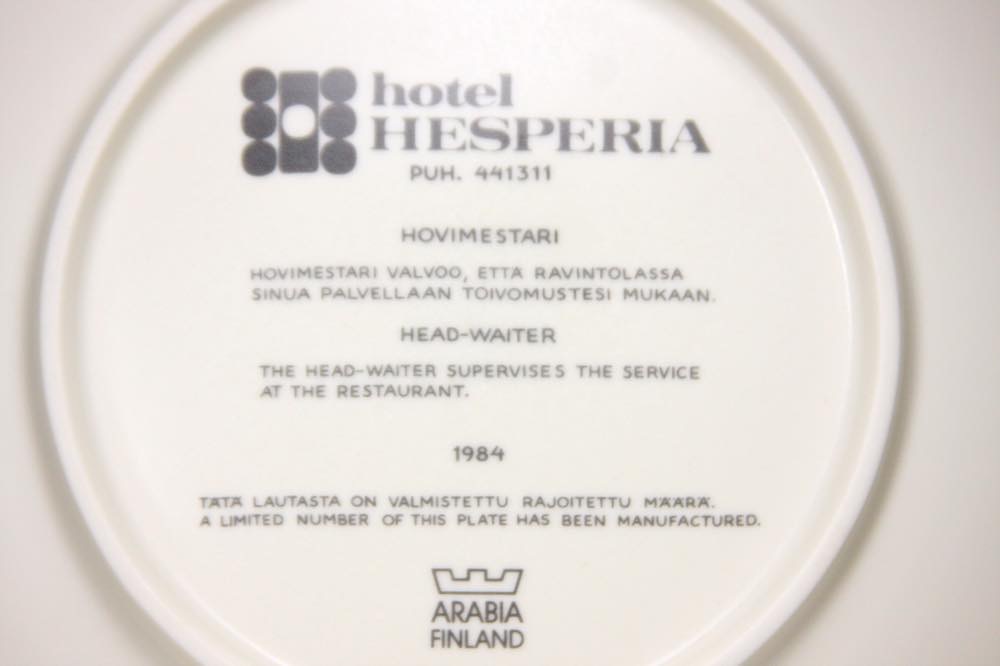 hotel
HESPERIA
PUH. 441311
HOVIMESTARI
HOVIMESTARI VALVOO, ETTÄ RAVINTOLASSA
SINUA PALVELLAAN TOIVOMUSTESI MUKAAN.
HEAD-WAITER
THE HEAD-WAITER SUPERVISES THE SERVICE
AT THE RESTAURANT.
1984
TÄTÄ LAUTASTA ON VALMISTETTU RAJOITETTU MÄÄRÄ.
A LIMITED NUMBER OF THIS PLATE HAS BEEN MANUFACTURED.
ARABIA
FINLAND